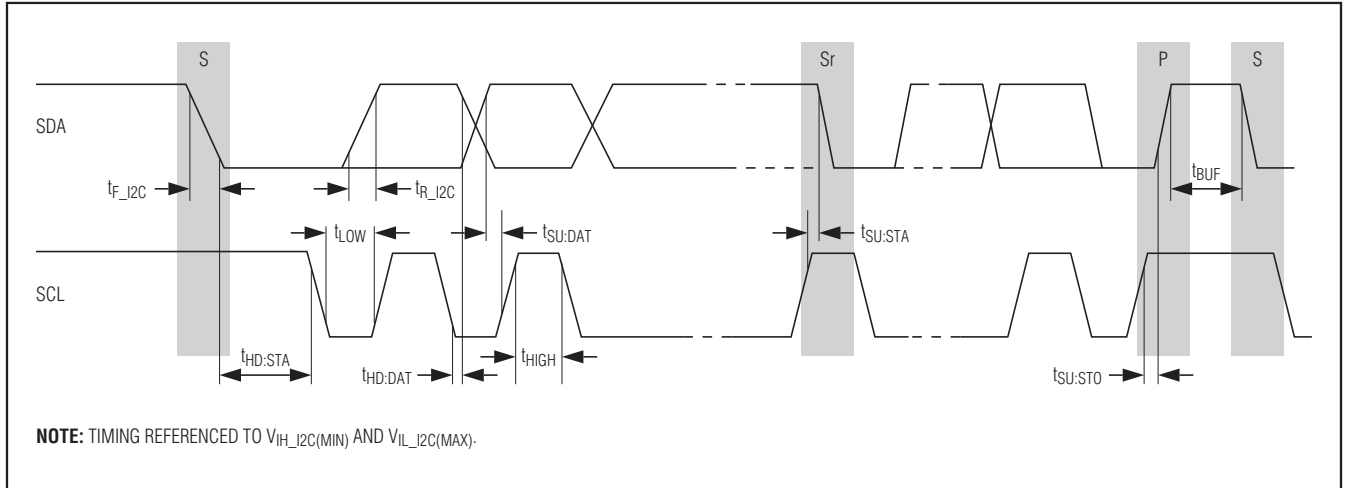 S Sr P S
SDA
tBUF
tF_I2C tR_I2C
tLOW tSU:DAT tSU:STA
SCL
tHD:STA tHD:DAT tHIGH tSU:STO
NOTE: TIMING REFERENCED TO VIH_I2C(MIN) AND VIL_I2C(MAX).